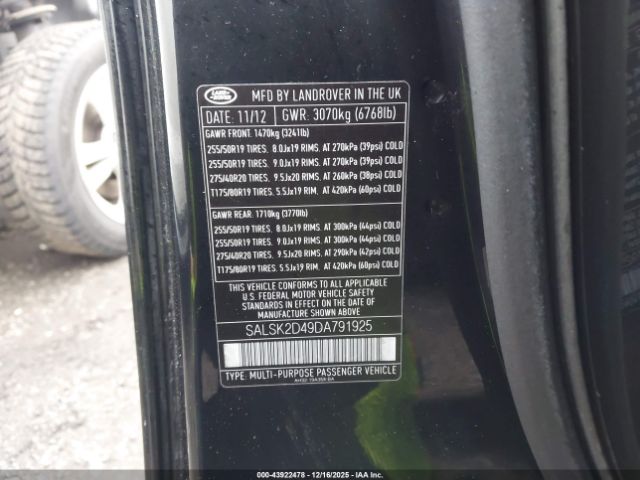 LAND ROVER
MFD BY LANDROVER IN THE UK
DATE: 11/12 GWR: 3070kg (6768lb)
GAWR FRONT: 1470kg (3241lb)
255/50R19 TIRES. 8.0Jx19 RIMS. AT 270kPa (39psi) COLD
255/50R19 TIRES. 9.0Jx19 RIMS. AT 270kPa (39psi) COLD
275/40R20 TIRES. 9.5Jx20 RIMS. AT 260kPa (38psi) COLD
T175/80R19 TIRES. 5.5Jx19 RIM. AT 420kPa (60psi) COLD
GAWR REAR: 1710kg (3770lb)
255/50R19 TIRES. 8.0Jx19 RIMS. AT 300kPa (44psi) COLD
255/50R19 TIRES. 9.0Jx19 RIMS. AT 300kPa (44psi) COLD
275/40R20 TIRES. 9.5Jx20 RIMS. AT 290kPa (42psi) COLD
T175/80R19 TIRES. 5.5Jx19 RIM. AT 420kPa (60psi) COLD
THIS VEHICLE CONFORMS TO ALL APPLICABLE
U.S. FEDERAL MOTOR VEHICLE SAFETY
STANDARDS IN EFFECT ON THE DATE OF
MANUFACTURE
SALSK2D49DA791925
TYPE: MULTI-PURPOSE PASSENGER VEHICLE
00-43922478 — 12/16/2025 — Copyright IAA, Inc.